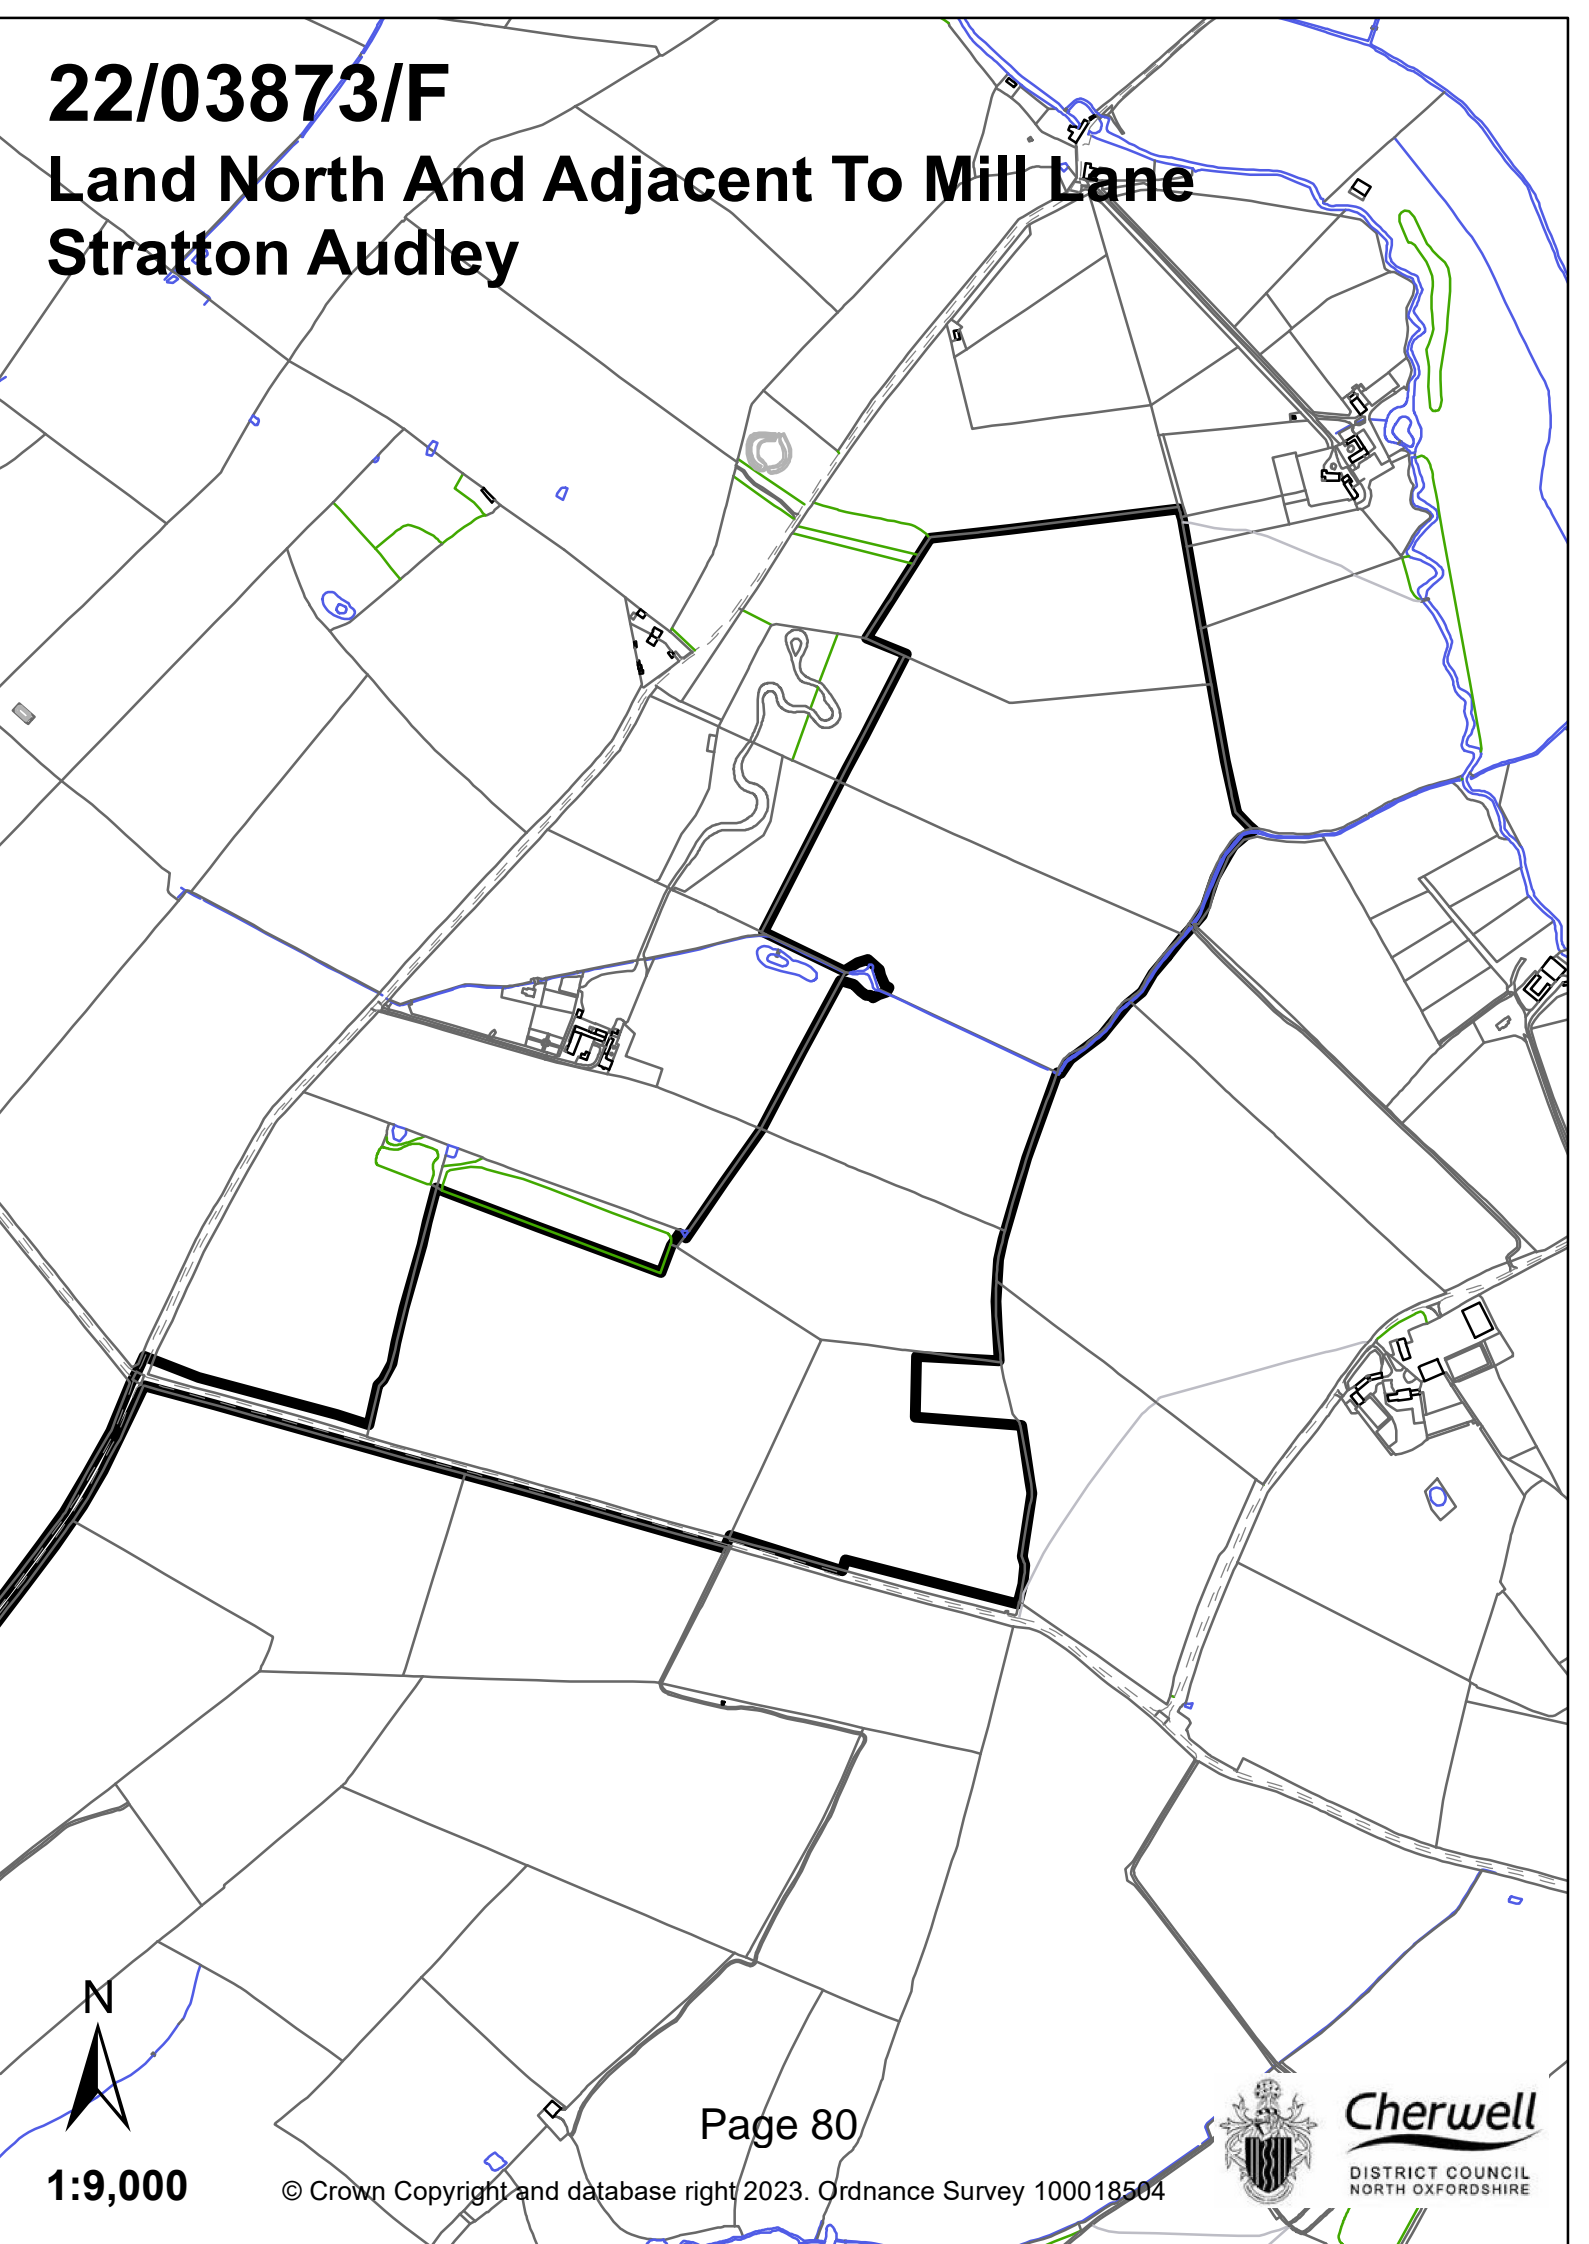 22/03873/F
Land North And Adjacent To Mill Lane
Stratton Audley
N
Page 80
1:9,000
© Crown Copyright and database right 2023. Ordnance Survey 100018504
Cherwell
DISTRICT COUNCIL
NORTH OXFORDSHIRE